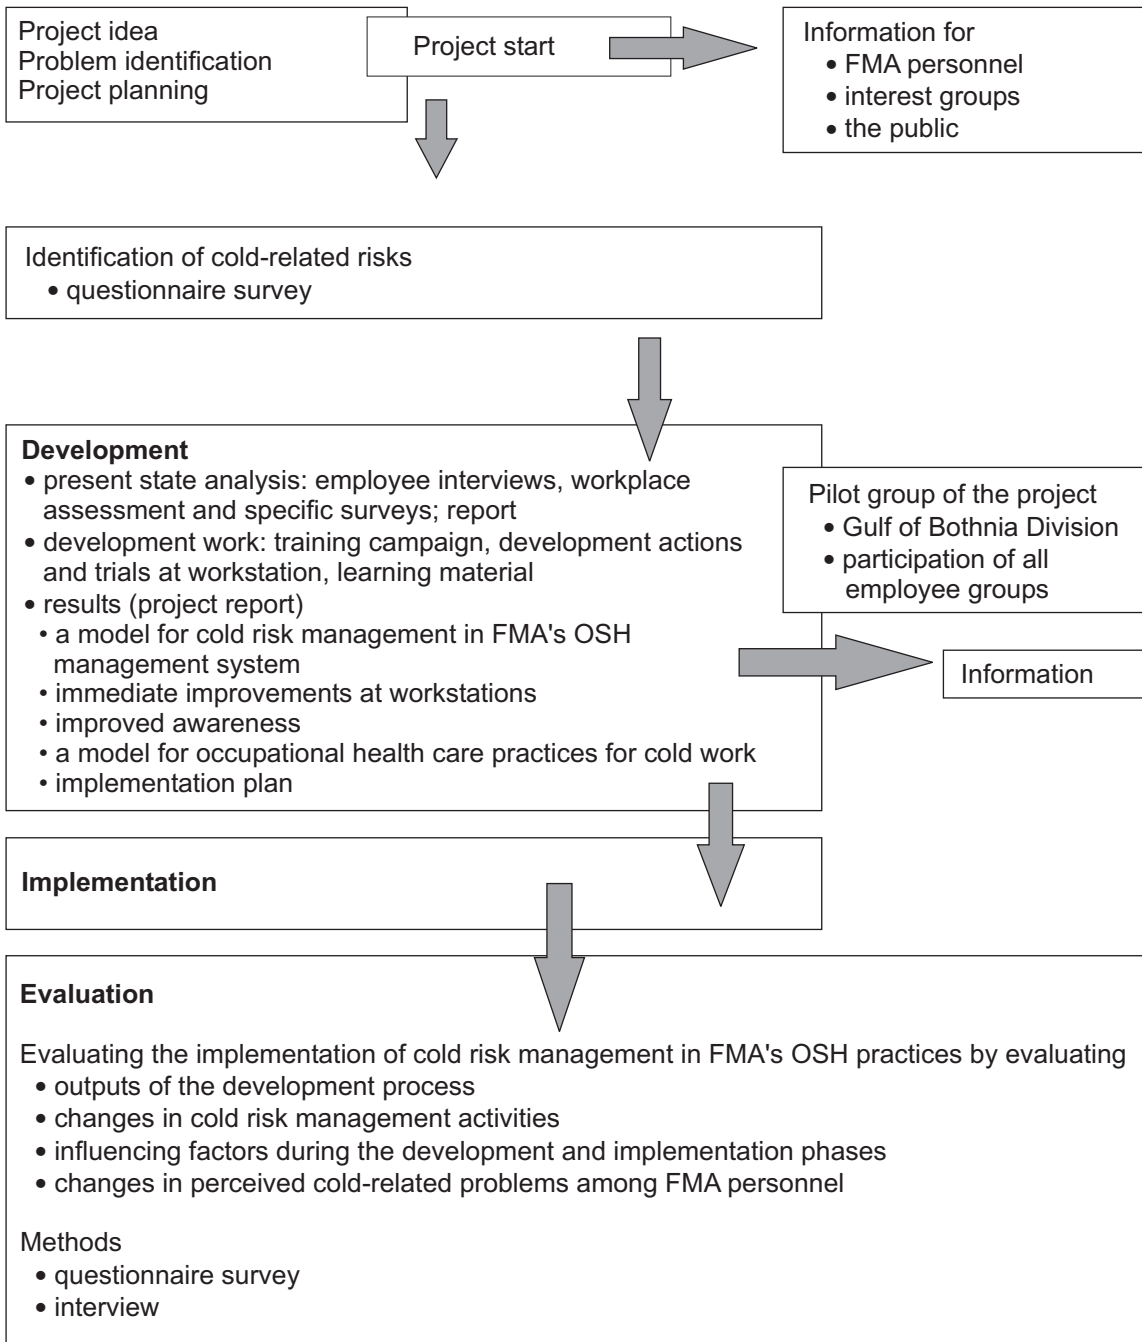 Project idea
Problem identification
Project planning
Project start
Information for
• FMA personnel
• interest groups
• the public
Identification of cold-related risks
• questionnaire survey
Development
• present state analysis: employee interviews, workplace
assessment and specific surveys; report
• development work: training campaign, development actions
and trials at workstation, learning material
• results (project report)
• a model for cold risk management in FMA's OSH
management system
• immediate improvements at workstations
• improved awareness
• a model for occupational health care practices for cold work
• implementation plan
Pilot group of the project
• Gulf of Bothnia Division
• participation of all
employee groups
Information
Implementation
Evaluation
Evaluating the implementation of cold risk management in FMA's OSH practices by evaluating
• outputs of the development process
• changes in cold risk management activities
• influencing factors during the development and implementation phases
• changes in perceived cold-related problems among FMA personnel
Methods
• questionnaire survey
• interview